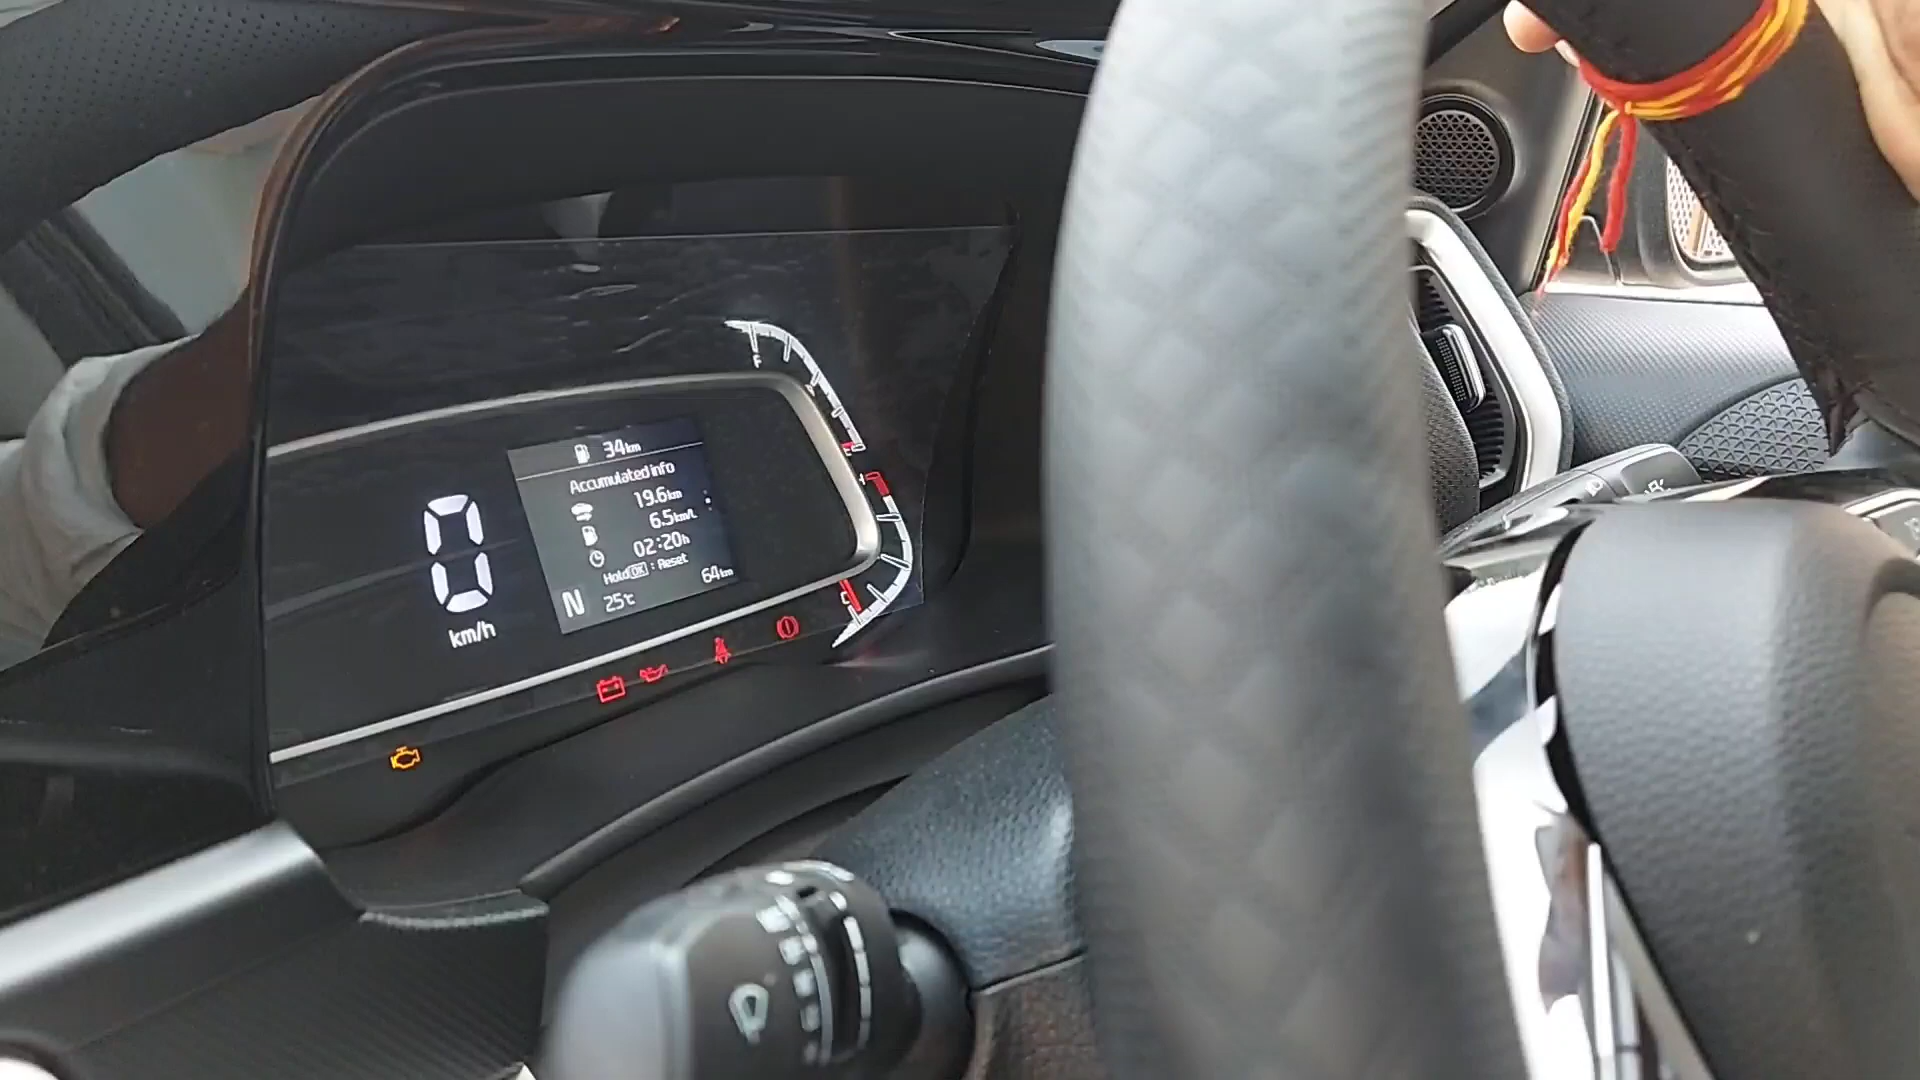 F
34km
Accumulated info
19.6km
6.5km/L
02:20h
Hold OK : Reset
64km
N
25℃
0
km/h
E
H
C